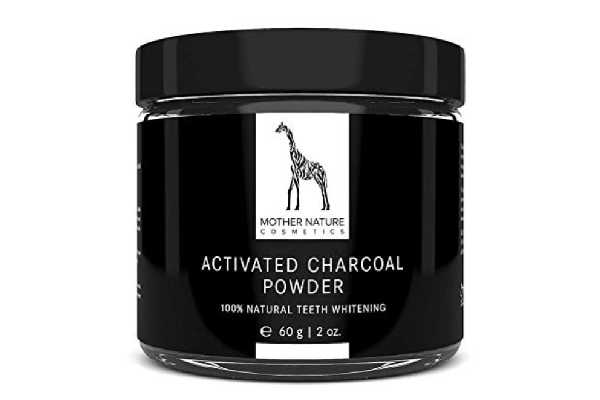 MOTHER NATURE
COSMETICS
ACTIVATED CHARCOAL
POWDER
100% NATURAL TEETH WHITENING
℮ 60 g | 2 oz.